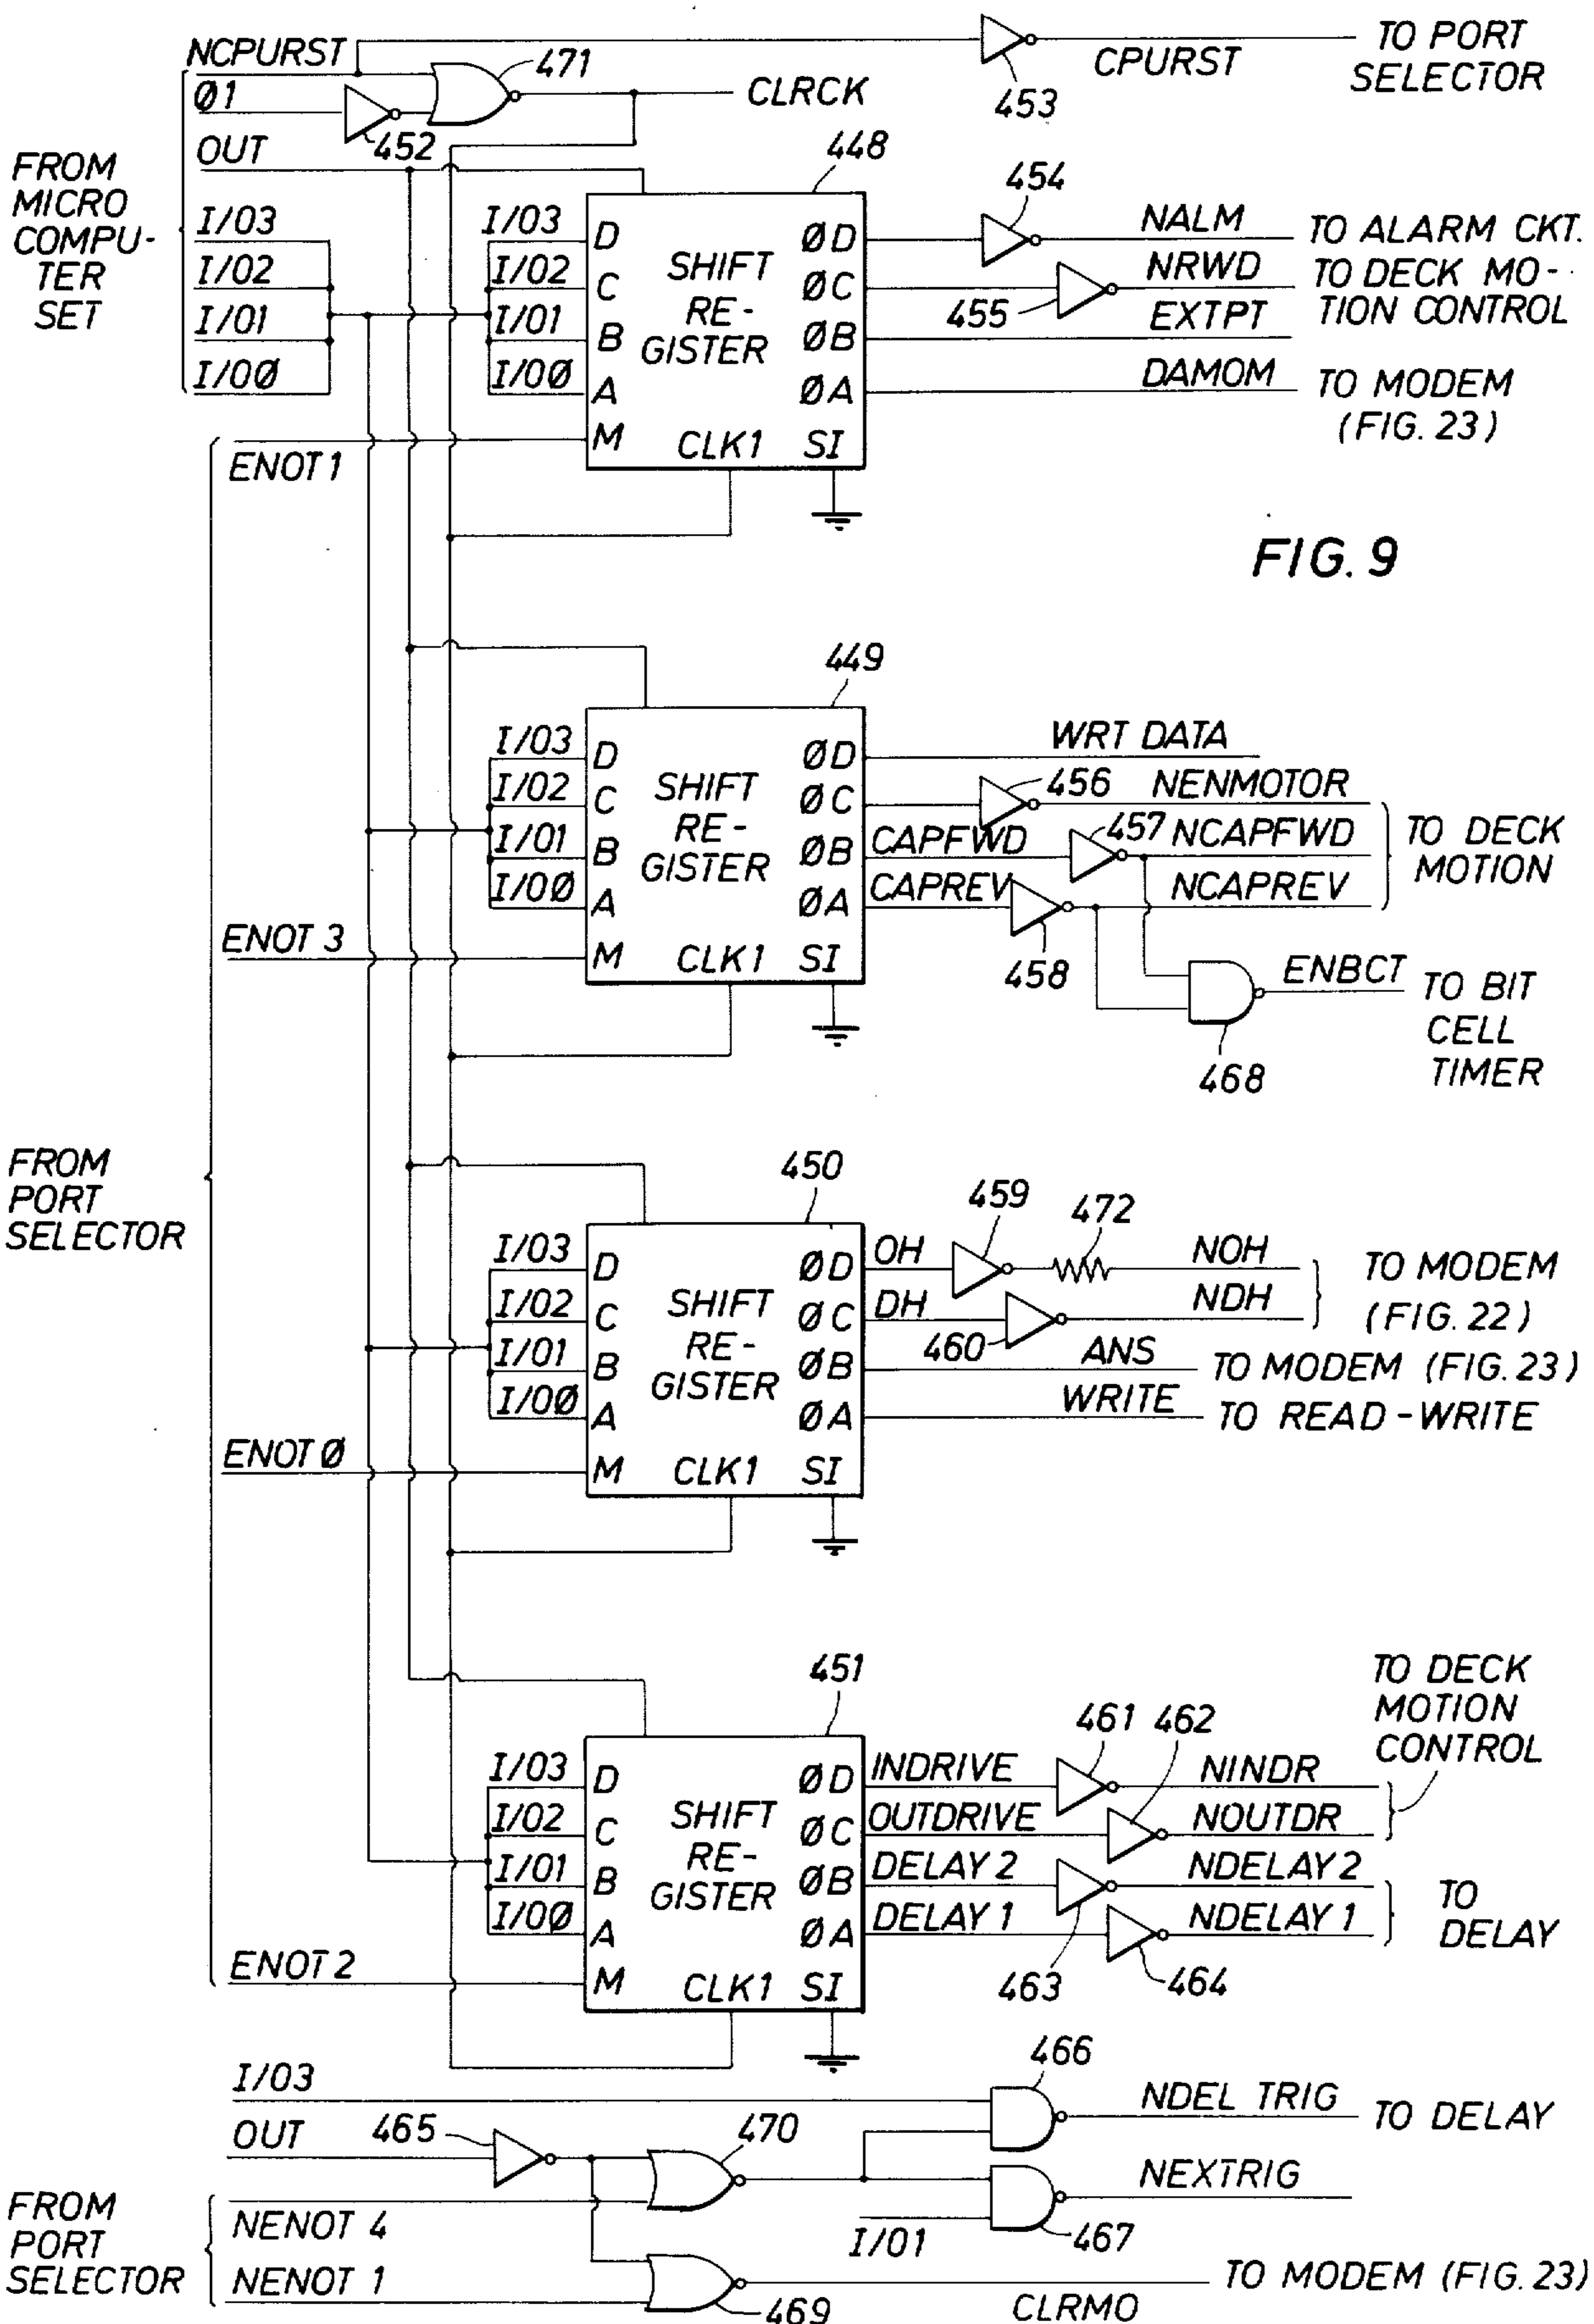 NCPURST
471
CLRCK
453
CPURST
TO PORT
SELECTOR
Ø1
452
OUT
FROM
MICRO
COMPU-
TER
SET
I/03
I/02
I/01
I/0Ø
448
I/03 D
I/02 C
I/01 B
I/0Ø A
M
SHIFT
RE-
GISTER
CLK1 SI
ØD
ØC
ØB
ØA
454
NALM TO ALARM CKT.
455
NRWD TO DECK MO-
TION CONTROL
EXTPT
DAMOM TO MODEM
(FIG. 23)
ENOT 1
FIG. 9
449
I/03 D
I/02 C
I/01 B
I/0Ø A
M
SHIFT
RE-
GISTER
CLK1 SI
ØD
ØC
ØB
ØA
WRT DATA
456 NENMOTOR
CAPFWD 457 NCAPFWD
CAPREV 458 NCAPREV
TO DECK
MOTION
ENBCT
468
TO BIT
CELL
TIMER
ENOT 3
FROM
PORT
SELECTOR
450
I/03 D
I/02 C
I/01 B
I/0Ø A
M
SHIFT
RE-
GISTER
CLK1 SI
ØD
ØC
ØB
ØA
OH 459 472 NOH
DH 460 NDH
TO MODEM
(FIG. 22)
ANS TO MODEM (FIG. 23)
WRITE TO READ-WRITE
ENOT Ø
451
I/03 D
I/02 C
I/01 B
I/0Ø A
M
SHIFT
RE-
GISTER
CLK1 SI
ØD
ØC
ØB
ØA
INDRIVE 461 NINDR
OUTDRIVE 462 NOUTDR
DELAY 2 463 NDELAY 2
DELAY 1 464 NDELAY 1
TO DECK
MOTION
CONTROL
TO
DELAY
ENOT 2
I/03
OUT 465
470
466
NDEL TRIG TO DELAY
NEXTRIG
467
I/01
FROM
PORT
SELECTOR
NENOT 4
NENOT 1
469
CLRMO
TO MODEM (FIG. 23)